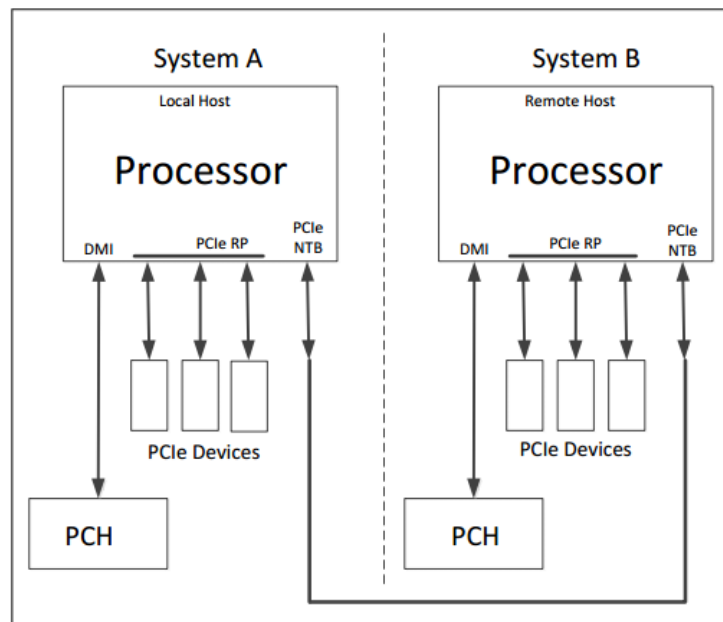 System A
Local Host
Processor
DMI
PCIe RP
PCIe
NTB
PCIe Devices
PCH
System B
Remote Host
Processor
DMI
PCIe RP
PCIe
NTB
PCIe Devices
PCH